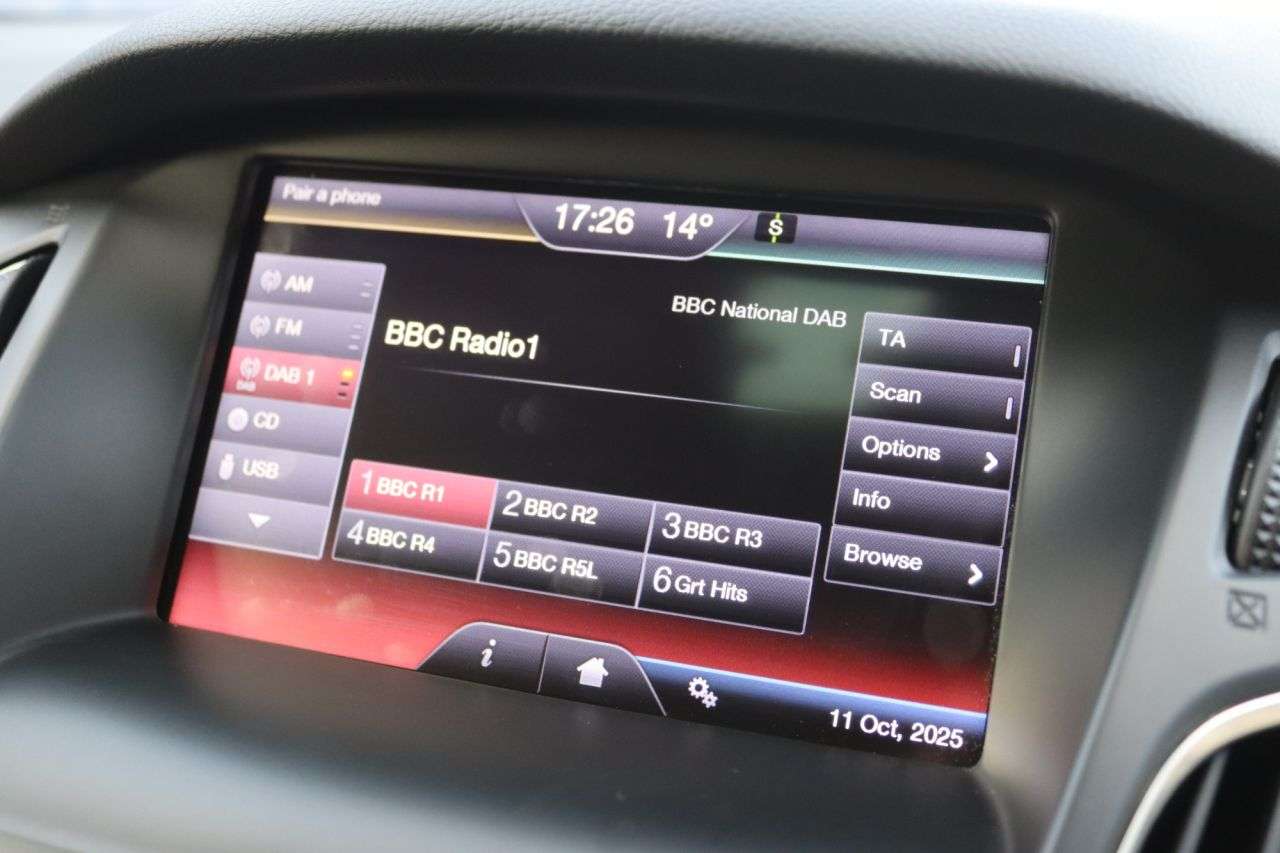 Pair a phone
17:26 14° S
AM
FM
DAB DAB 1
CD
USB
BBC National DAB
BBC Radio1
1 BBC R1
2 BBC R2
3 BBC R3
4 BBC R4
5 BBC R5L
6 Grt Hits
TA
Scan
Options
Info
Browse
i
11 Oct, 2025